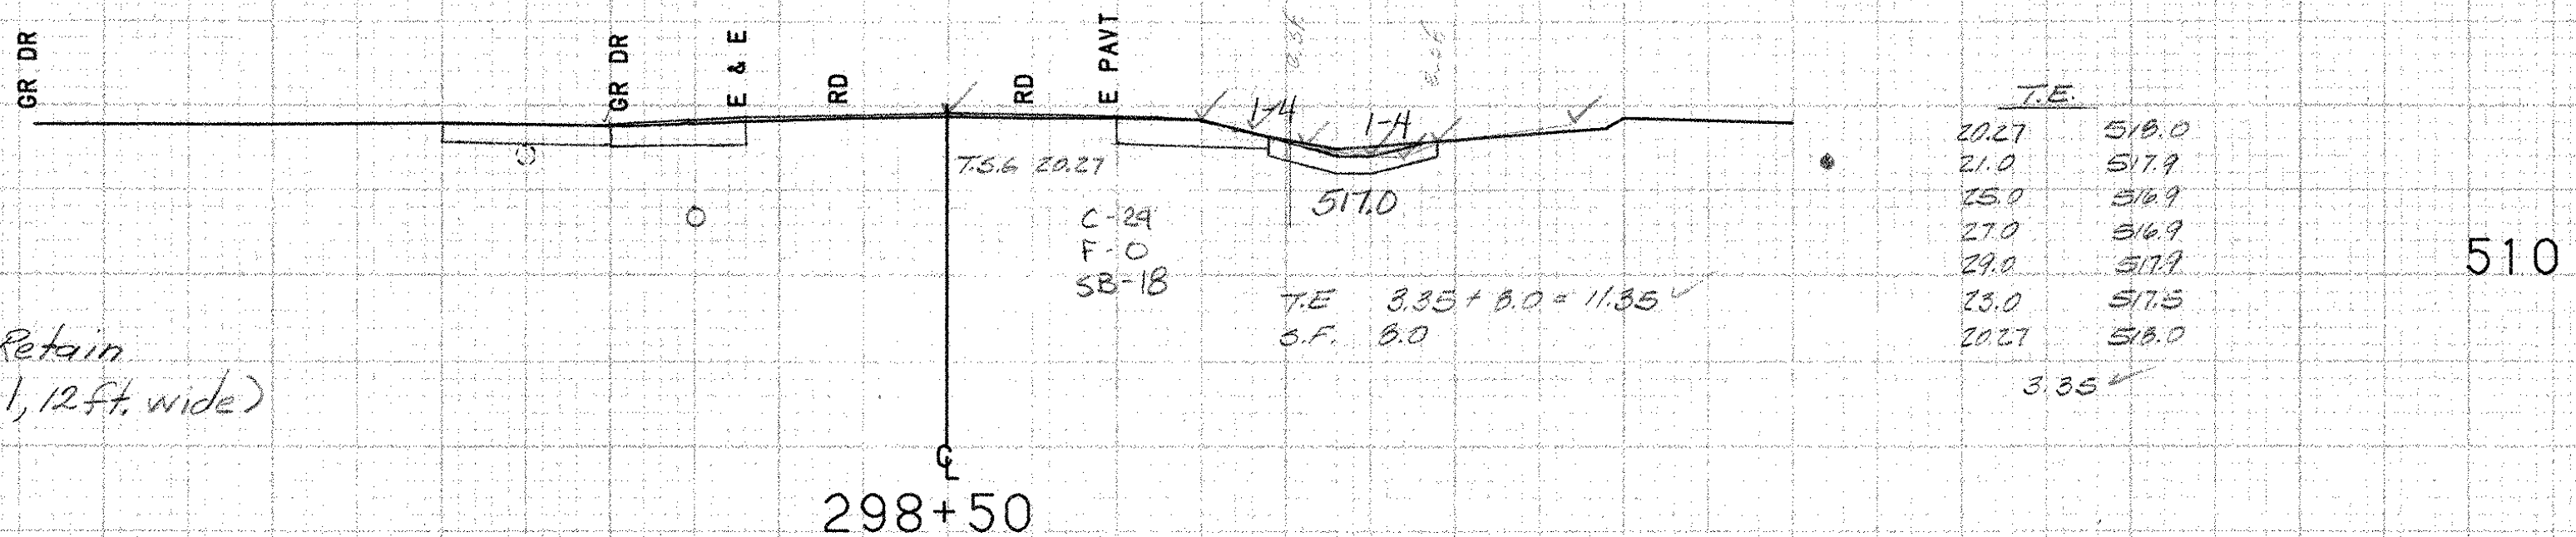 GR DR
GR DR
E & E
RD
RD
E PAVT
1-4
1-4
T.S.G 20.27
517.0
C-29
F-0
SB-18
T.E 3.35 + 8.0 = 11.35
S.F. 8.0
Retain
1, 12 ft. wide)
T.E.
20.27 518.0
21.0 517.9
25.0 516.9
27.0 516.9
29.0 517.9
23.0 517.5
20.27 518.0
3.35
510
CL
298+50